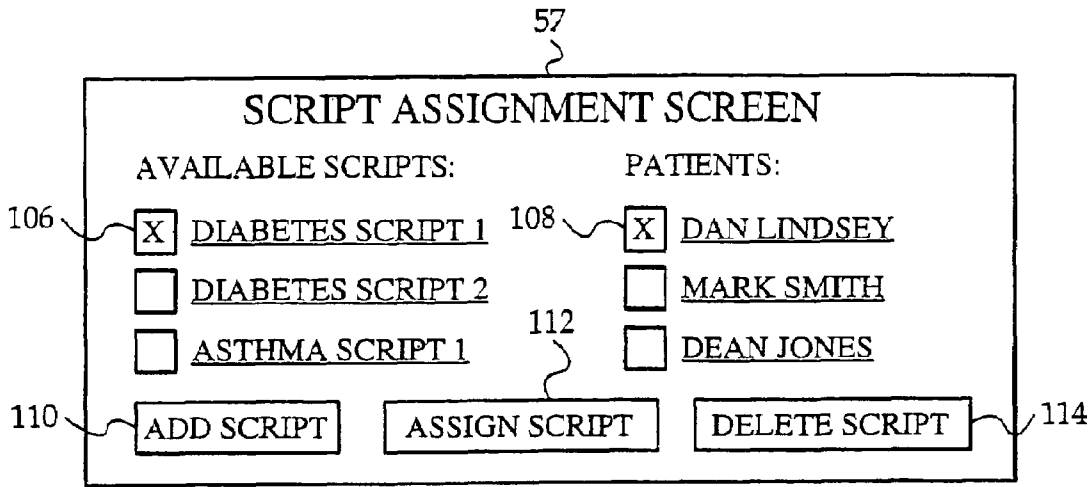 57
SCRIPT ASSIGNMENT SCREEN
AVAILABLE SCRIPTS: PATIENTS:
106 X DIABETES SCRIPT 1 108 X DAN LINDSEY
DIABETES SCRIPT 2 MARK SMITH
112
ASTHMA SCRIPT 1 DEAN JONES
110 ADD SCRIPT ASSIGN SCRIPT DELETE SCRIPT 114